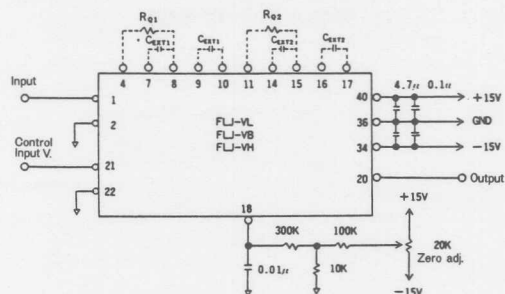 RQ1
RQ2
CEXT1
CEXT1
CEXT2
CEXT2
4
7
8
9
10
11
14
15
16
17
Input
1
2
FLJ-VL
FLJ-VB
FLJ-VH
Control
Input V.
21
22
40
36
34
20
4.7μ 0.1μ
+15V
GND
−15V
Output
18
+15V
300K
100K
20K
Zero adj.
0.01μ
10K
−15V